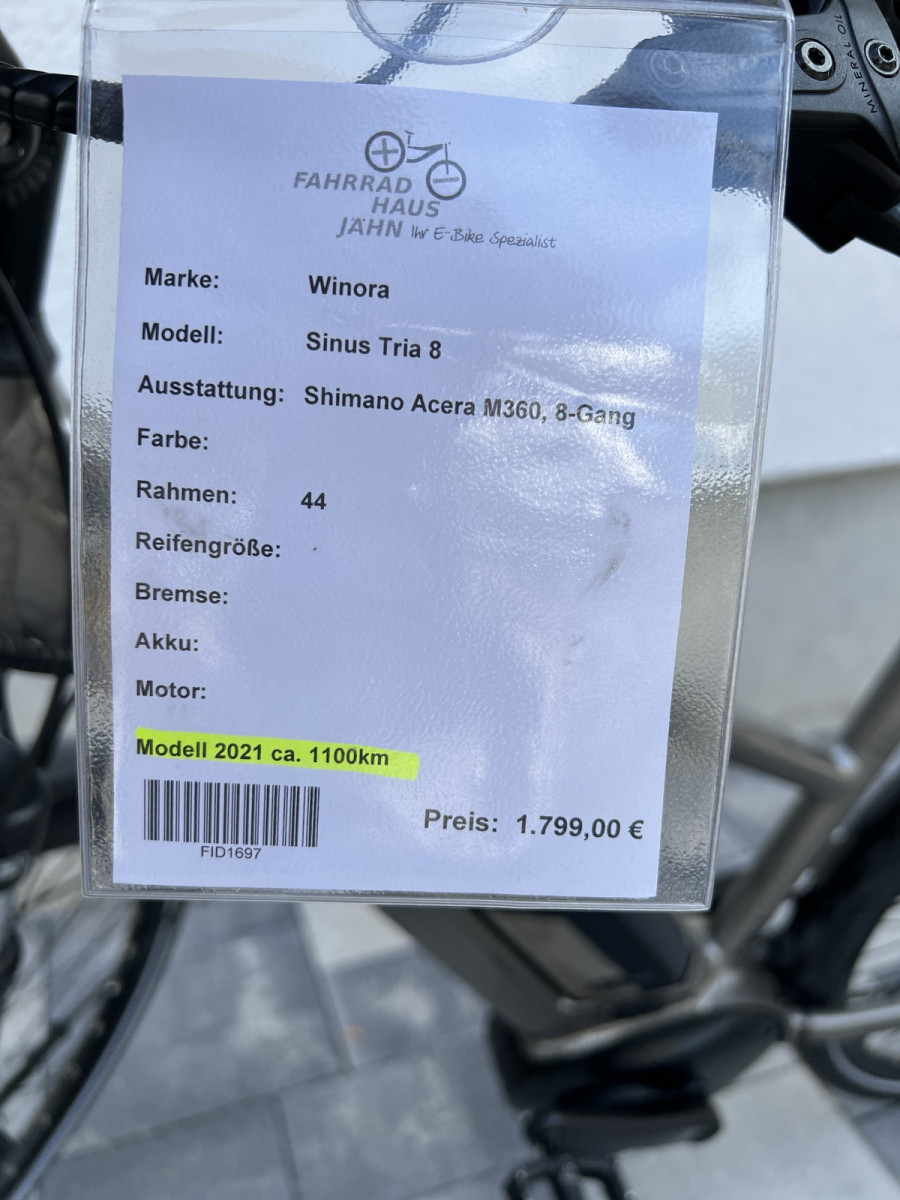 MINERAL OIL
FAHRRAD
HAUS
JÄHN Ihr E-Bike Spezialist
Marke: Winora
Modell: Sinus Tria 8
Ausstattung: Shimano Acera M360, 8-Gang
Farbe:
Rahmen: 44
Reifengröße:
Bremse:
Akku:
Motor:
Modell 2021 ca. 1100km
FID1697
Preis: 1.799,00 €